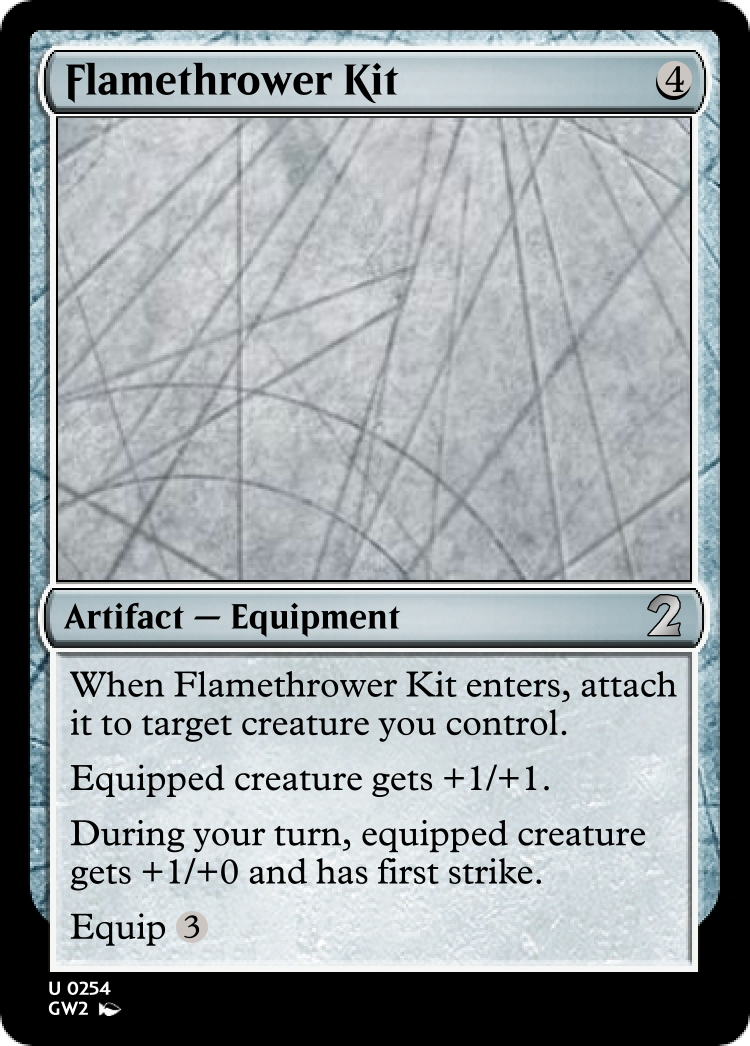 Flamethrower Kit 4
Artifact — Equipment 2
When Flamethrower Kit enters, attach
it to target creature you control.
Equipped creature gets +1/+1.
During your turn, equipped creature
gets +1/+0 and has first strike.
Equip 3
U 0254
GW2